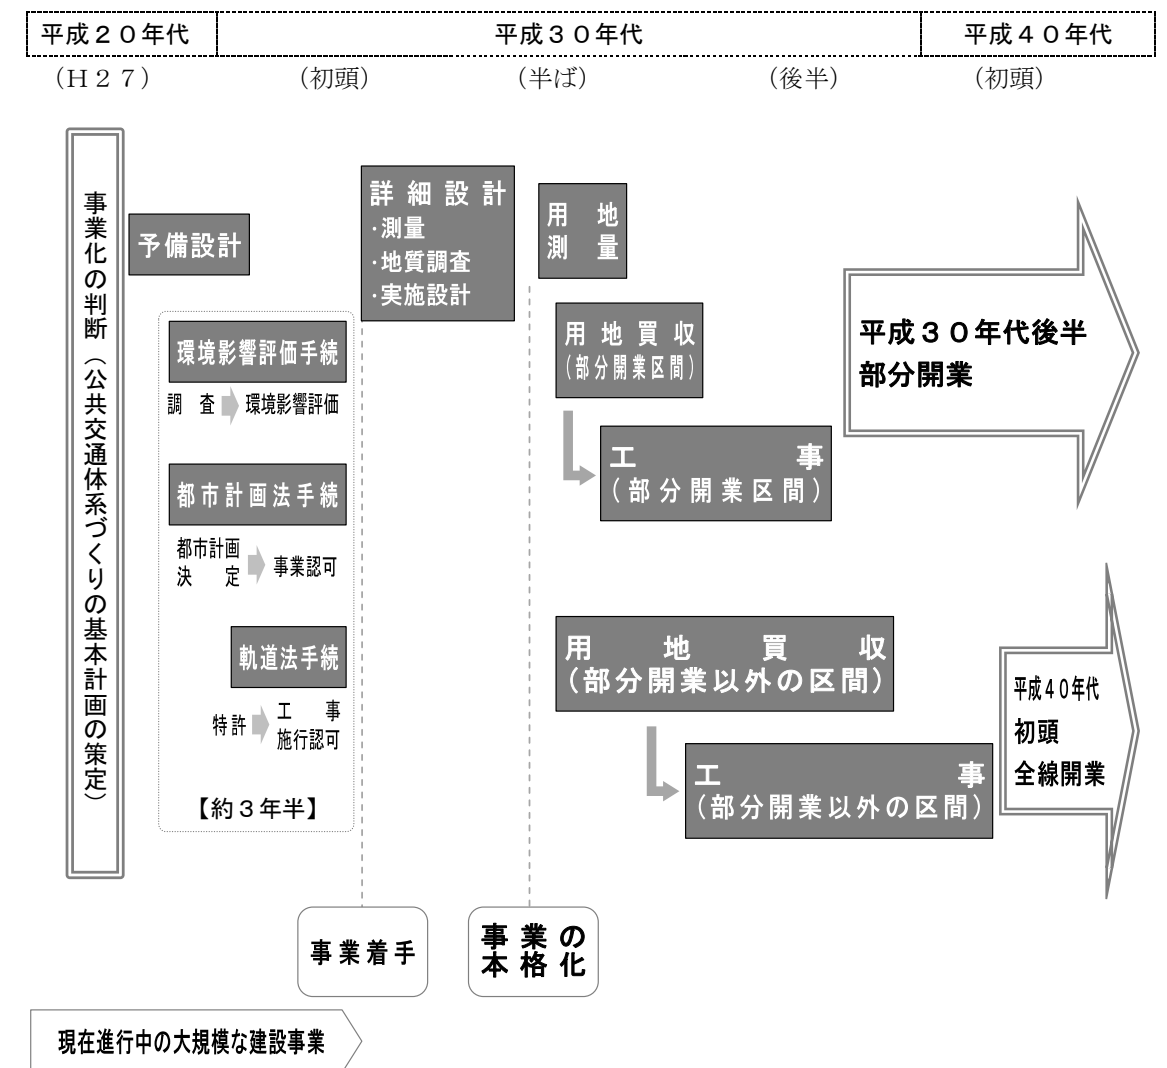 平成２０年代
平成３０年代
平成４０年代
（Ｈ２７）
（初頭）
（半ば）
（後半）
（初頭）
事業化の判断（公共交通体系づくりの基本計画の策定）
予備設計
環境影響評価手続
調　査
環境影響評価
都市計画法手続
都市計画
決　定
事業認可
軌道法手続
特許
工　事
施行認可
【約３年半】
詳細設計
･測量
･地質調査
･実施設計
用　地
測　量
用地買収
（部分開業区間）
工　事
（部分開業区間）
平成３０年代後半
部分開業
用　地　買　収
（部分開業以外の区間）
工　事
（部分開業以外の区間）
平成４０年代
初頭
全線開業
事業着手
事業の
本格化
現在進行中の大規模な建設事業